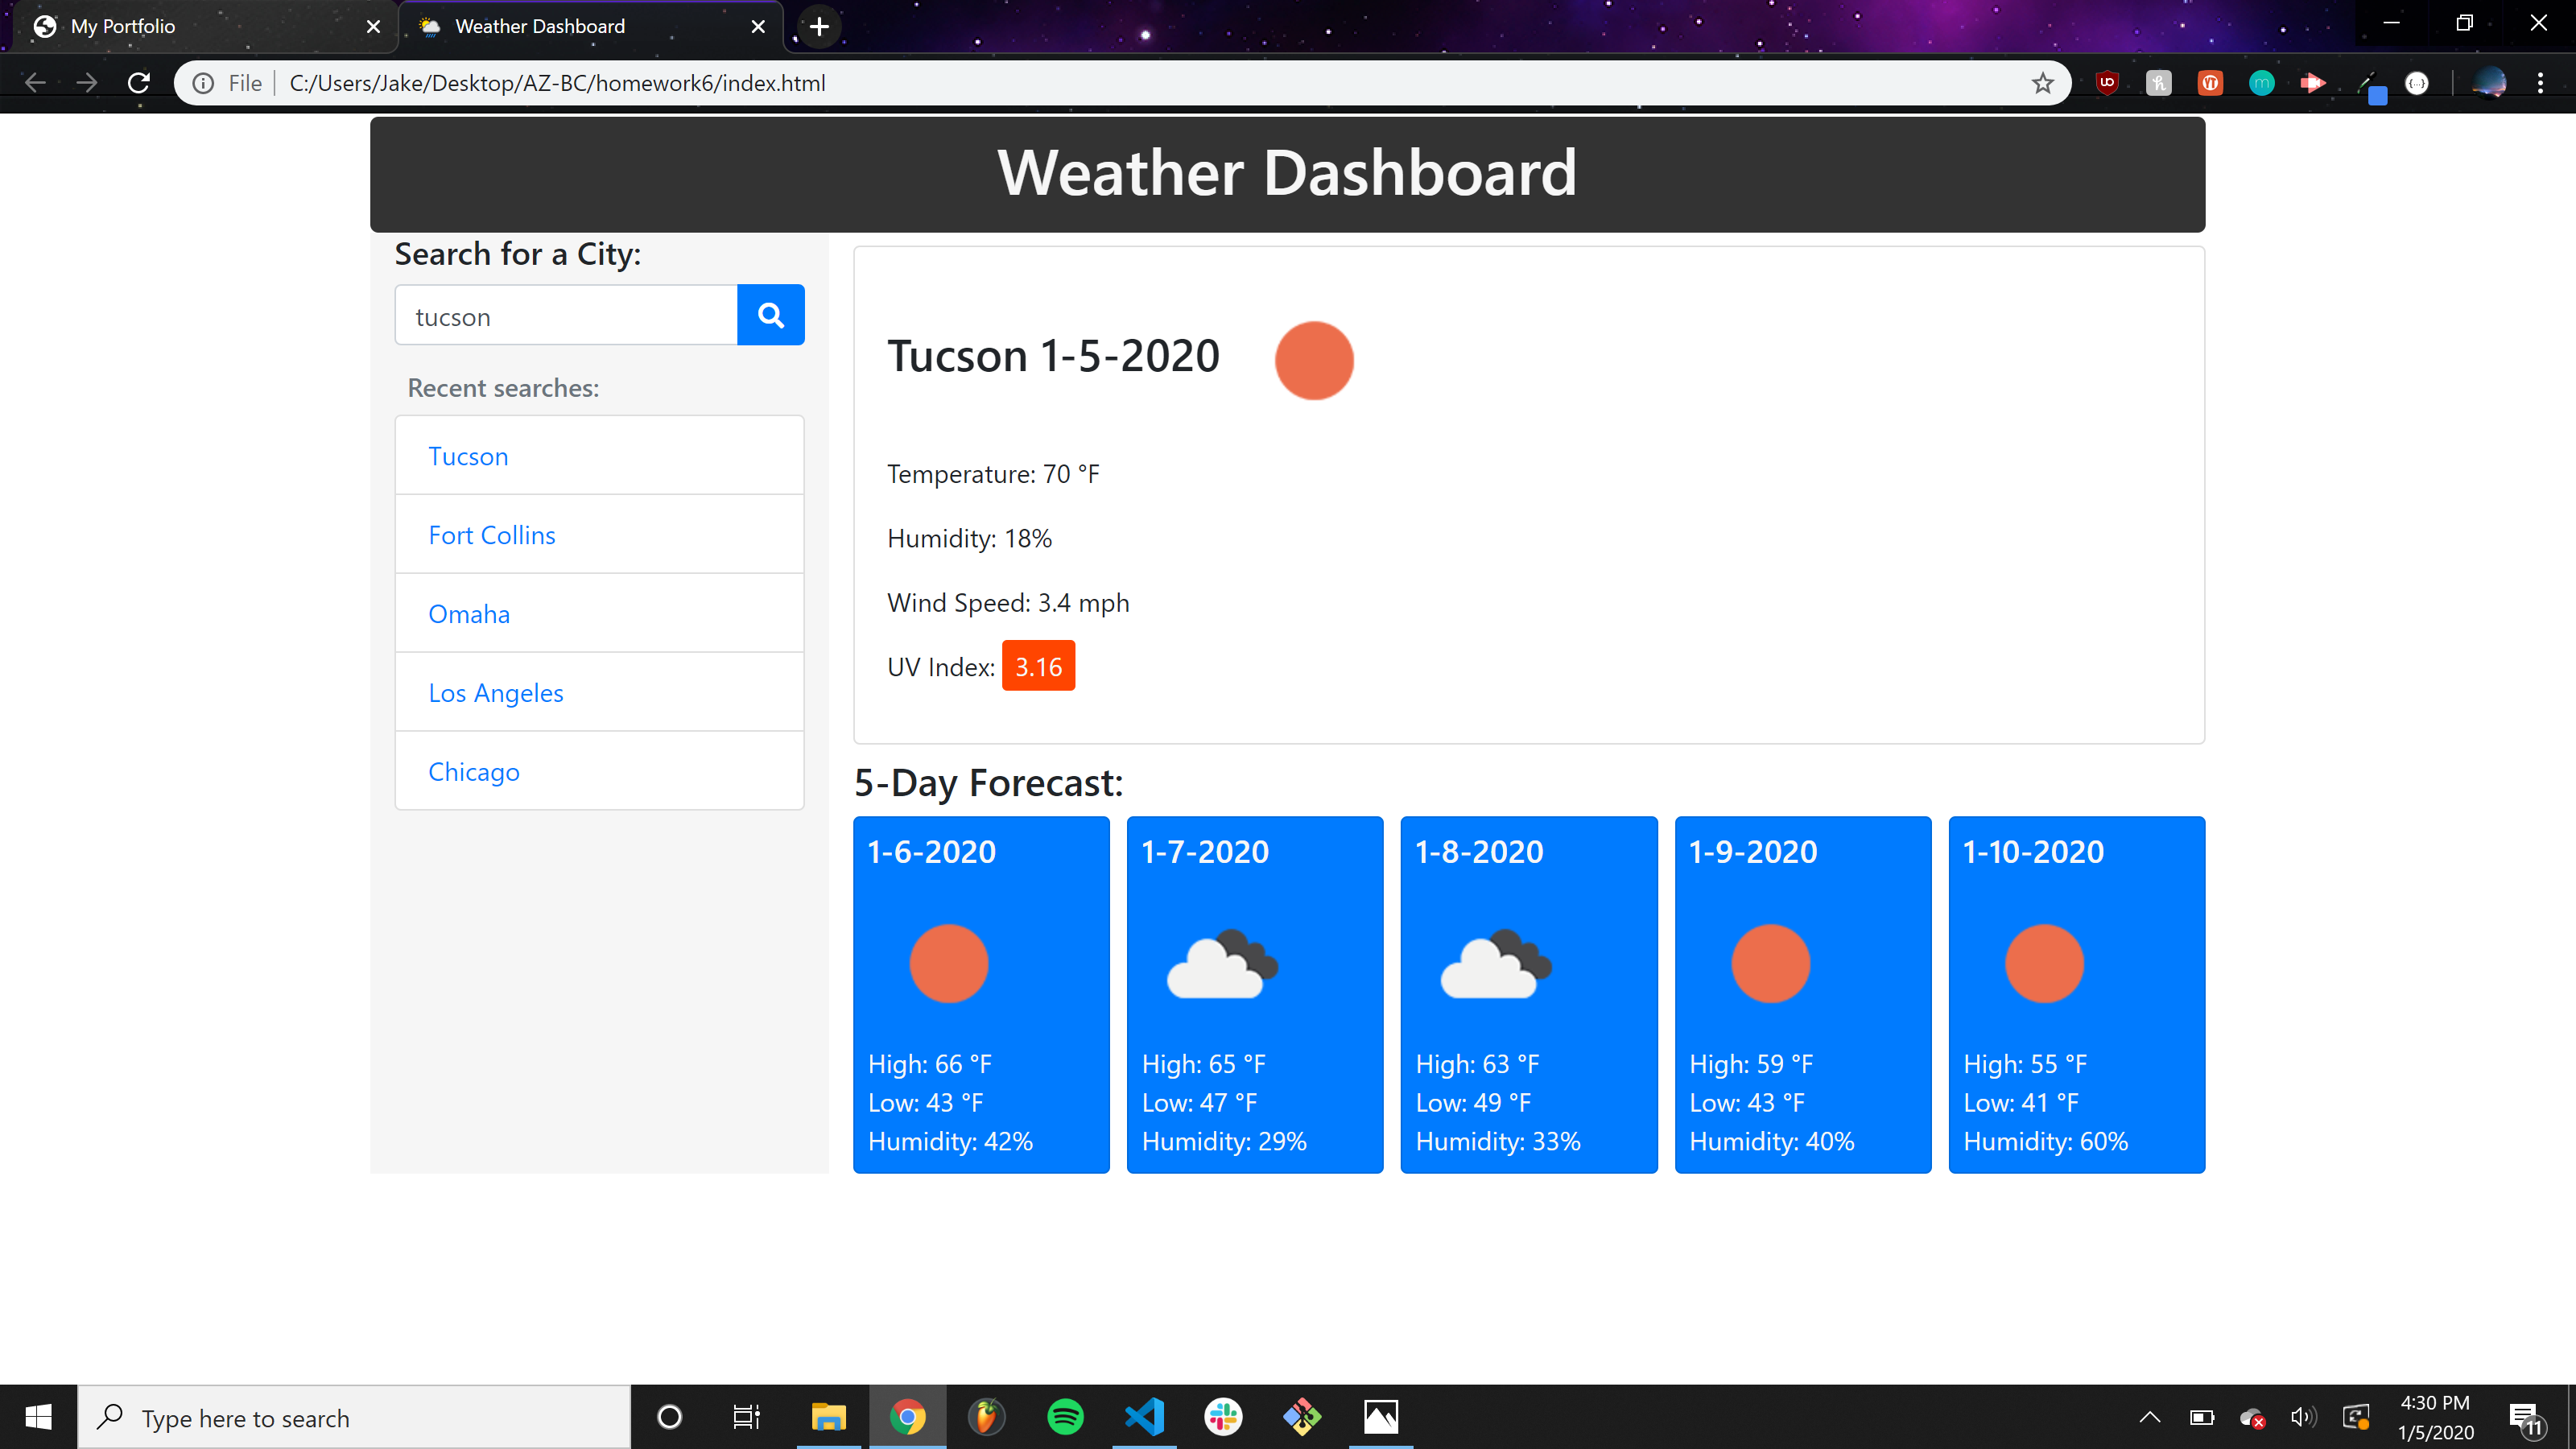 My Portfolio
Weather Dashboard
File C:/Users/Jake/Desktop/AZ-BC/homework6/index.html
Weather Dashboard
Search for a City:
tucson
Recent searches:
Tucson
Fort Collins
Omaha
Los Angeles
Chicago
Tucson 1-5-2020
Temperature: 70 °F
Humidity: 18%
Wind Speed: 3.4 mph
UV Index: 3.16
5-Day Forecast:
1-6-2020
High: 66 °F
Low: 43 °F
Humidity: 42%
1-7-2020
High: 65 °F
Low: 47 °F
Humidity: 29%
1-8-2020
High: 63 °F
Low: 49 °F
Humidity: 33%
1-9-2020
High: 59 °F
Low: 43 °F
Humidity: 40%
1-10-2020
High: 55 °F
Low: 41 °F
Humidity: 60%
Type here to search
4:30 PM
1/5/2020
11